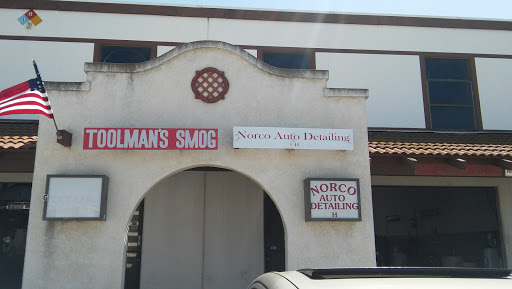 TOOLMAN'S SMOG
Norco Auto Detailing
H
NORCO
AUTO
DETAILING
H